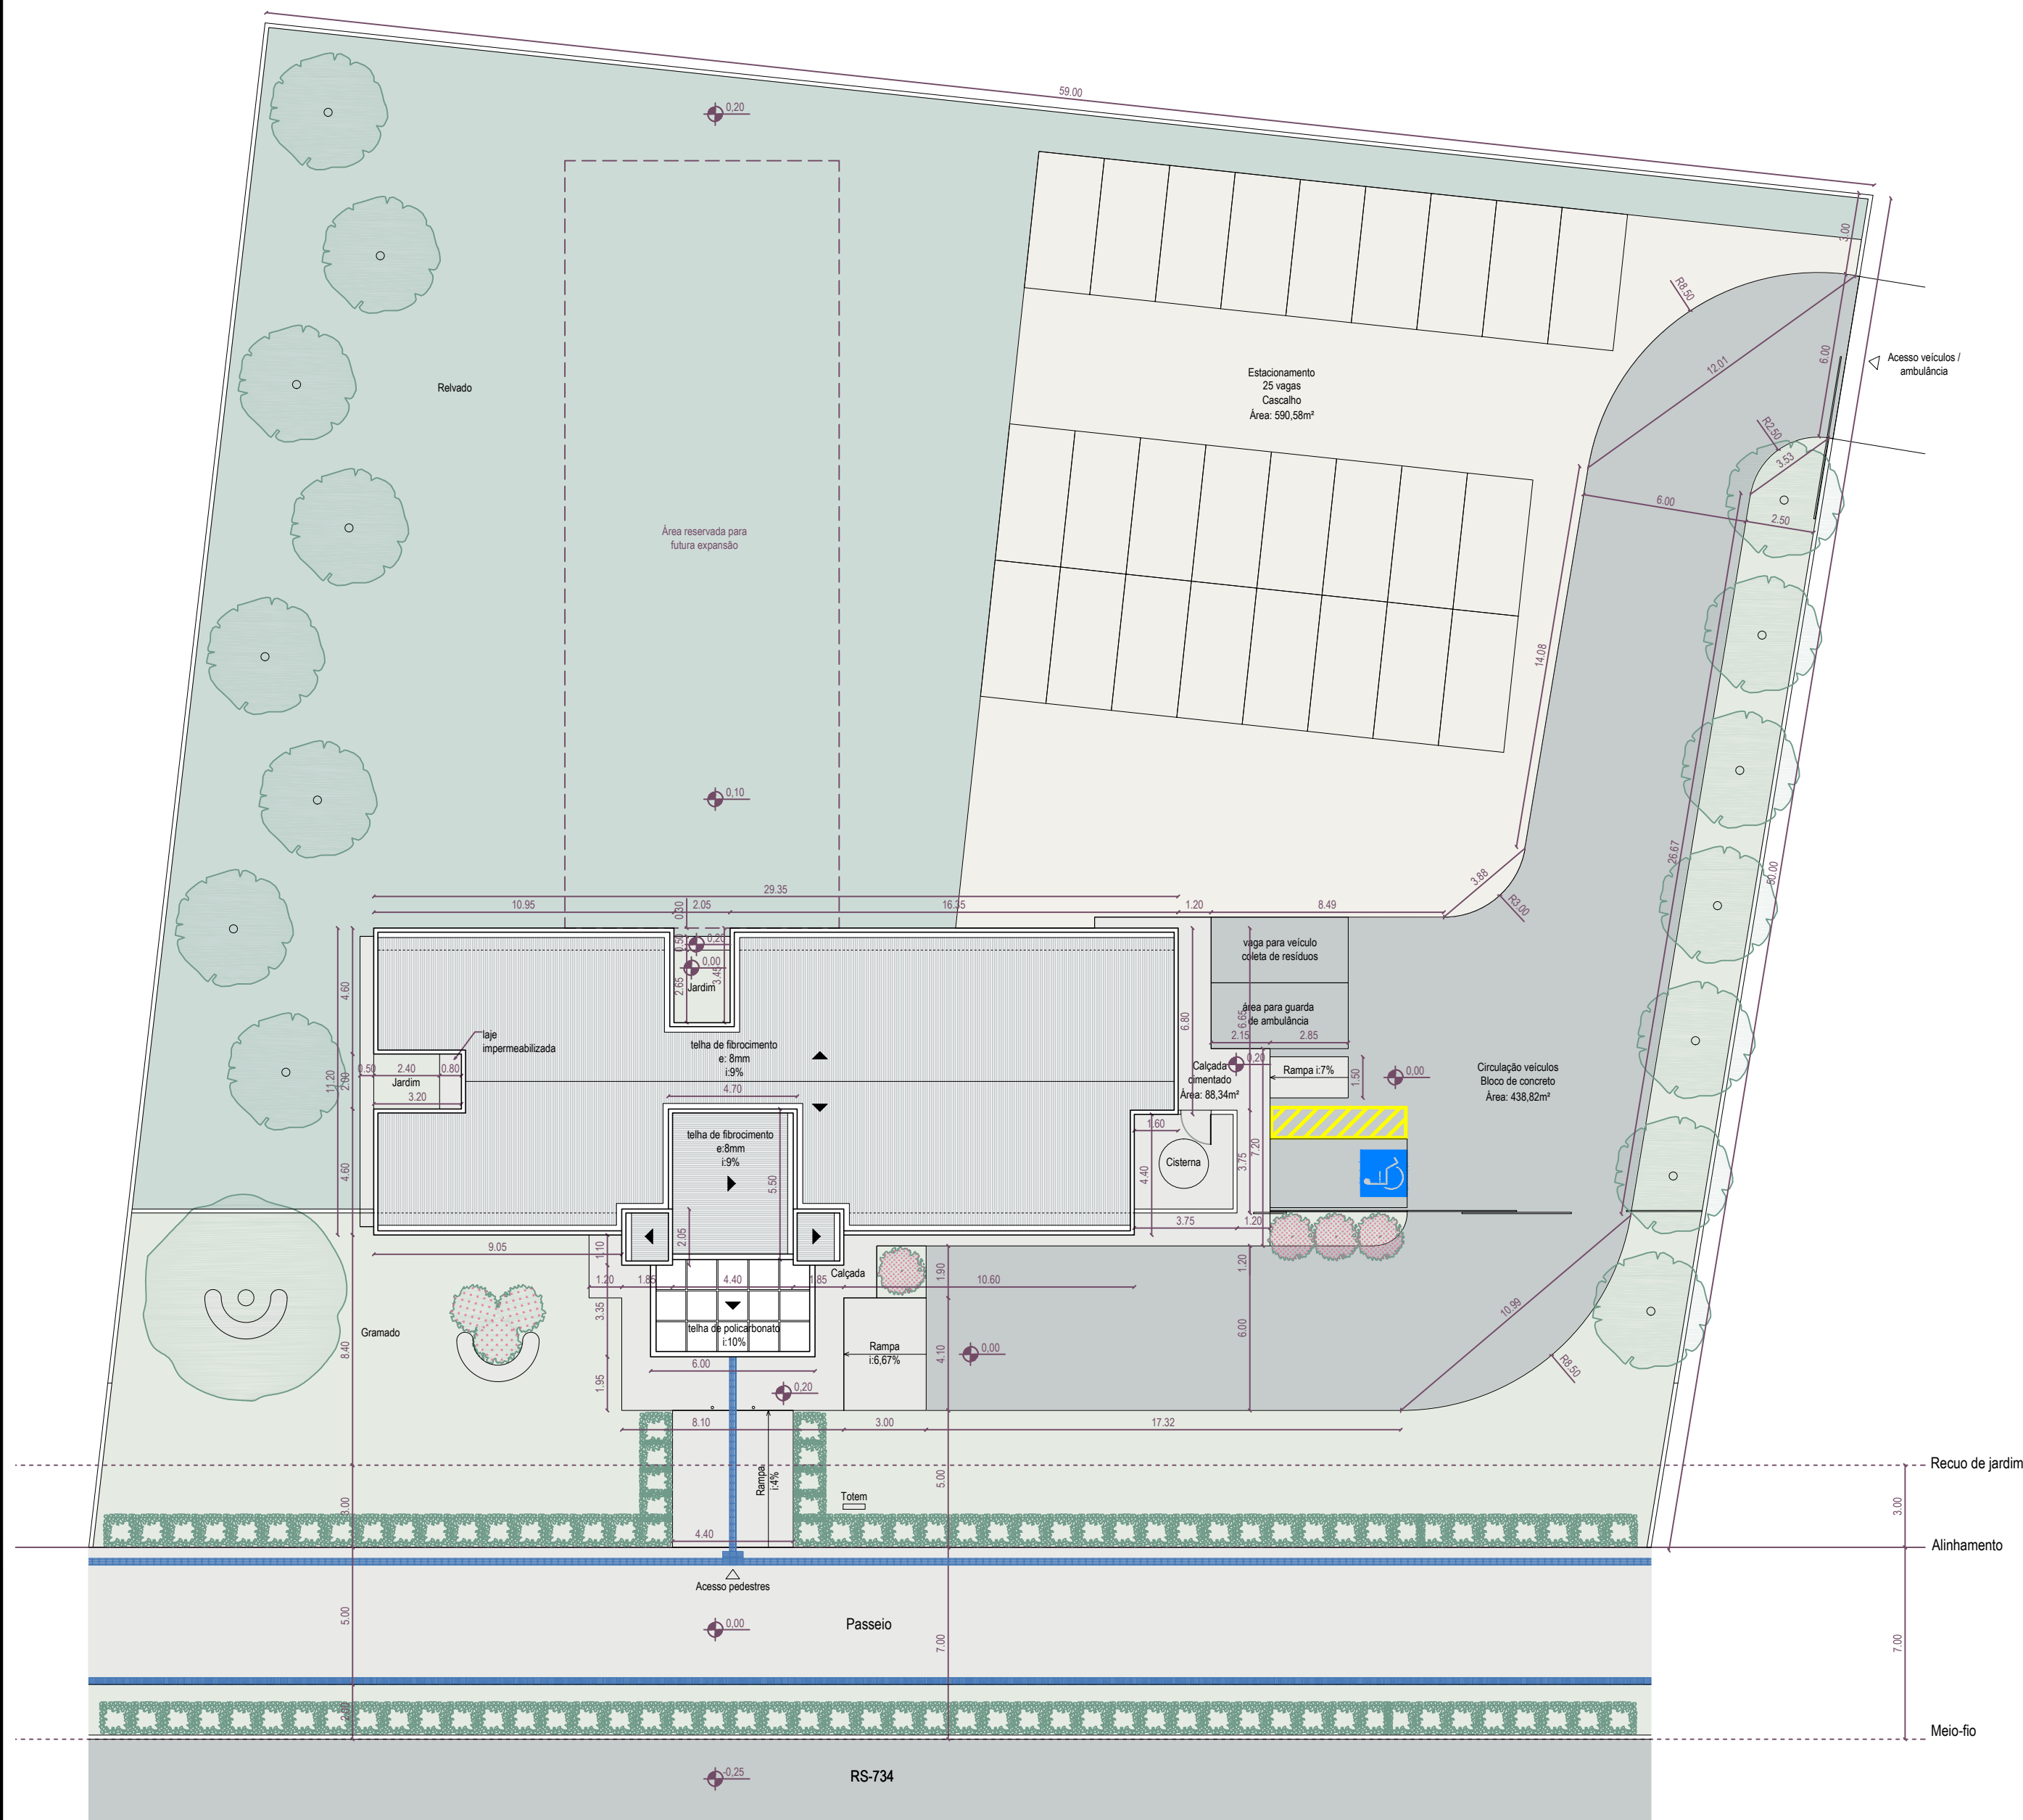 59.00
0,20
3.00
R8.50
12.01
6.00
Acesso veículos /
ambulância
Estacionamento
25 vagas
Cascalho
Área: 590,58m²
Relvado
R2.50
3.53
6.00
2.50
Área reservada para
futura expansão
14.08
26.67
60.00
0,10
3.88
R3.00
29.35
10.95
2.05
16.35
1.20
8.49
0.30
0.50
0,20
0,00
2.65
3.45
Jardim
vaga para veículo
coleta de resíduos
área para guarda
de ambulância
6.65
2.15
2.85
4.60
11.20
2.00
4.60
laje
impermeabilizada
0.50
2.40
0.80
Jardim
3.20
telha de fibrocimento
e: 8mm
i:9%
4.70
6.80
0,20
Calçada
cimentado
Área: 88,34m²
Rampa i:7%
1.50
0,00
Circulação veículos
Bloco de concreto
Área: 438,82m²
telha de fibrocimento
e:8mm
i:9%
5.50
1.60
4.40
Cisterna
3.75
7.20
3.75
1.20
9.05
1.10
2.05
1.20
1.85
4.40
1.85
Calçada
1.90
10.60
1.20
3.35
telha de policarbonato
i:10%
6.00
Gramado
8.40
Rampa
i:6,67%
4.10
0,00
6.00
10.99
R8.50
1.95
0,20
8.10
3.00
17.32
Rampa
i:4%
5.00
Totem
3.00
4.40
Recuo de jardim
3.00
Alinhamento
Acesso pedestres
5.00
0,00
Passeio
7.00
7.00
2.00
Meio-fio
-0,25
RS-734